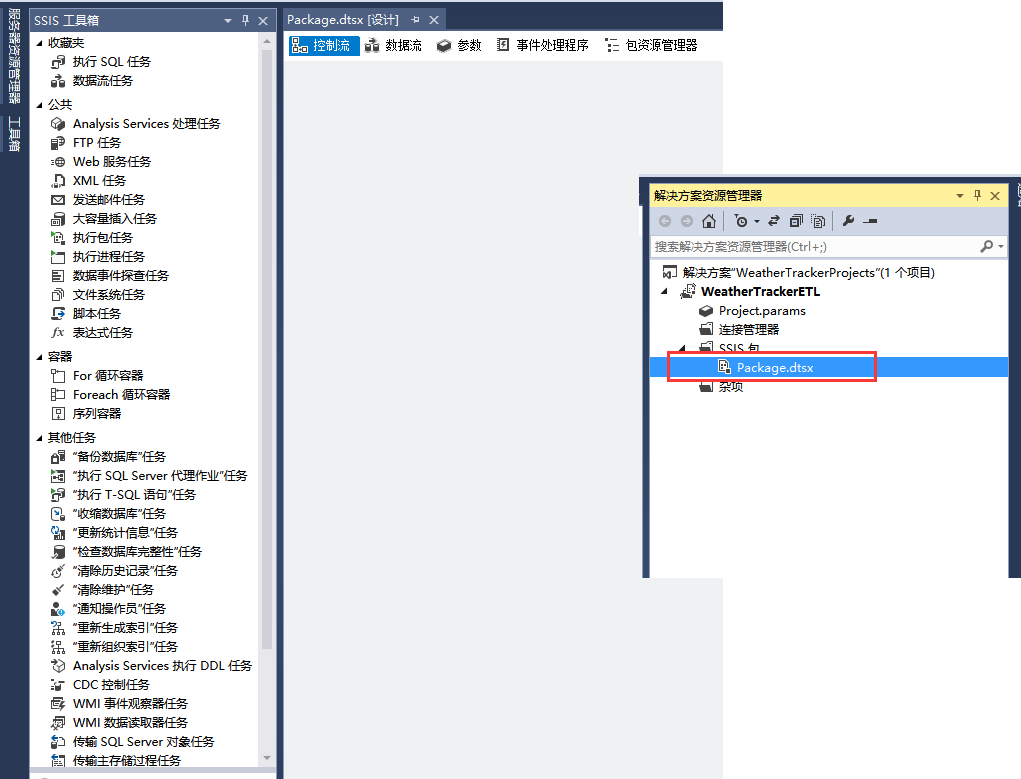 服务器资源管理器
工具箱
SSIS 工具箱
收藏夹
执行 SQL 任务
数据流任务
公共
Analysis Services 处理任务
FTP 任务
Web 服务任务
XML 任务
发送邮件任务
大容量插入任务
执行包任务
执行进程任务
数据事件探查任务
文件系统任务
脚本任务
表达式任务
容器
For 循环容器
Foreach 循环容器
序列容器
其他任务
“备份数据库”任务
“执行 SQL Server 代理作业”任务
“执行 T-SQL 语句”任务
“收缩数据库”任务
“更新统计信息”任务
“检查数据库完整性”任务
“清除历史记录”任务
“清除维护”任务
“通知操作员”任务
“重新生成索引”任务
“重新组织索引”任务
Analysis Services 执行 DDL 任务
CDC 控制任务
WMI 事件观察器任务
WMI 数据读取器任务
传输 SQL Server 对象任务
传输主存储过程任务
Package.dtsx [设计]
控制流 数据流 参数 事件处理程序 包资源管理器
解决方案资源管理器
搜索解决方案资源管理器(Ctrl+;)
解决方案"WeatherTrackerProjects"(1 个项目)
WeatherTrackerETL
Project.params
连接管理器
SSIS 包
Package.dtsx
杂项